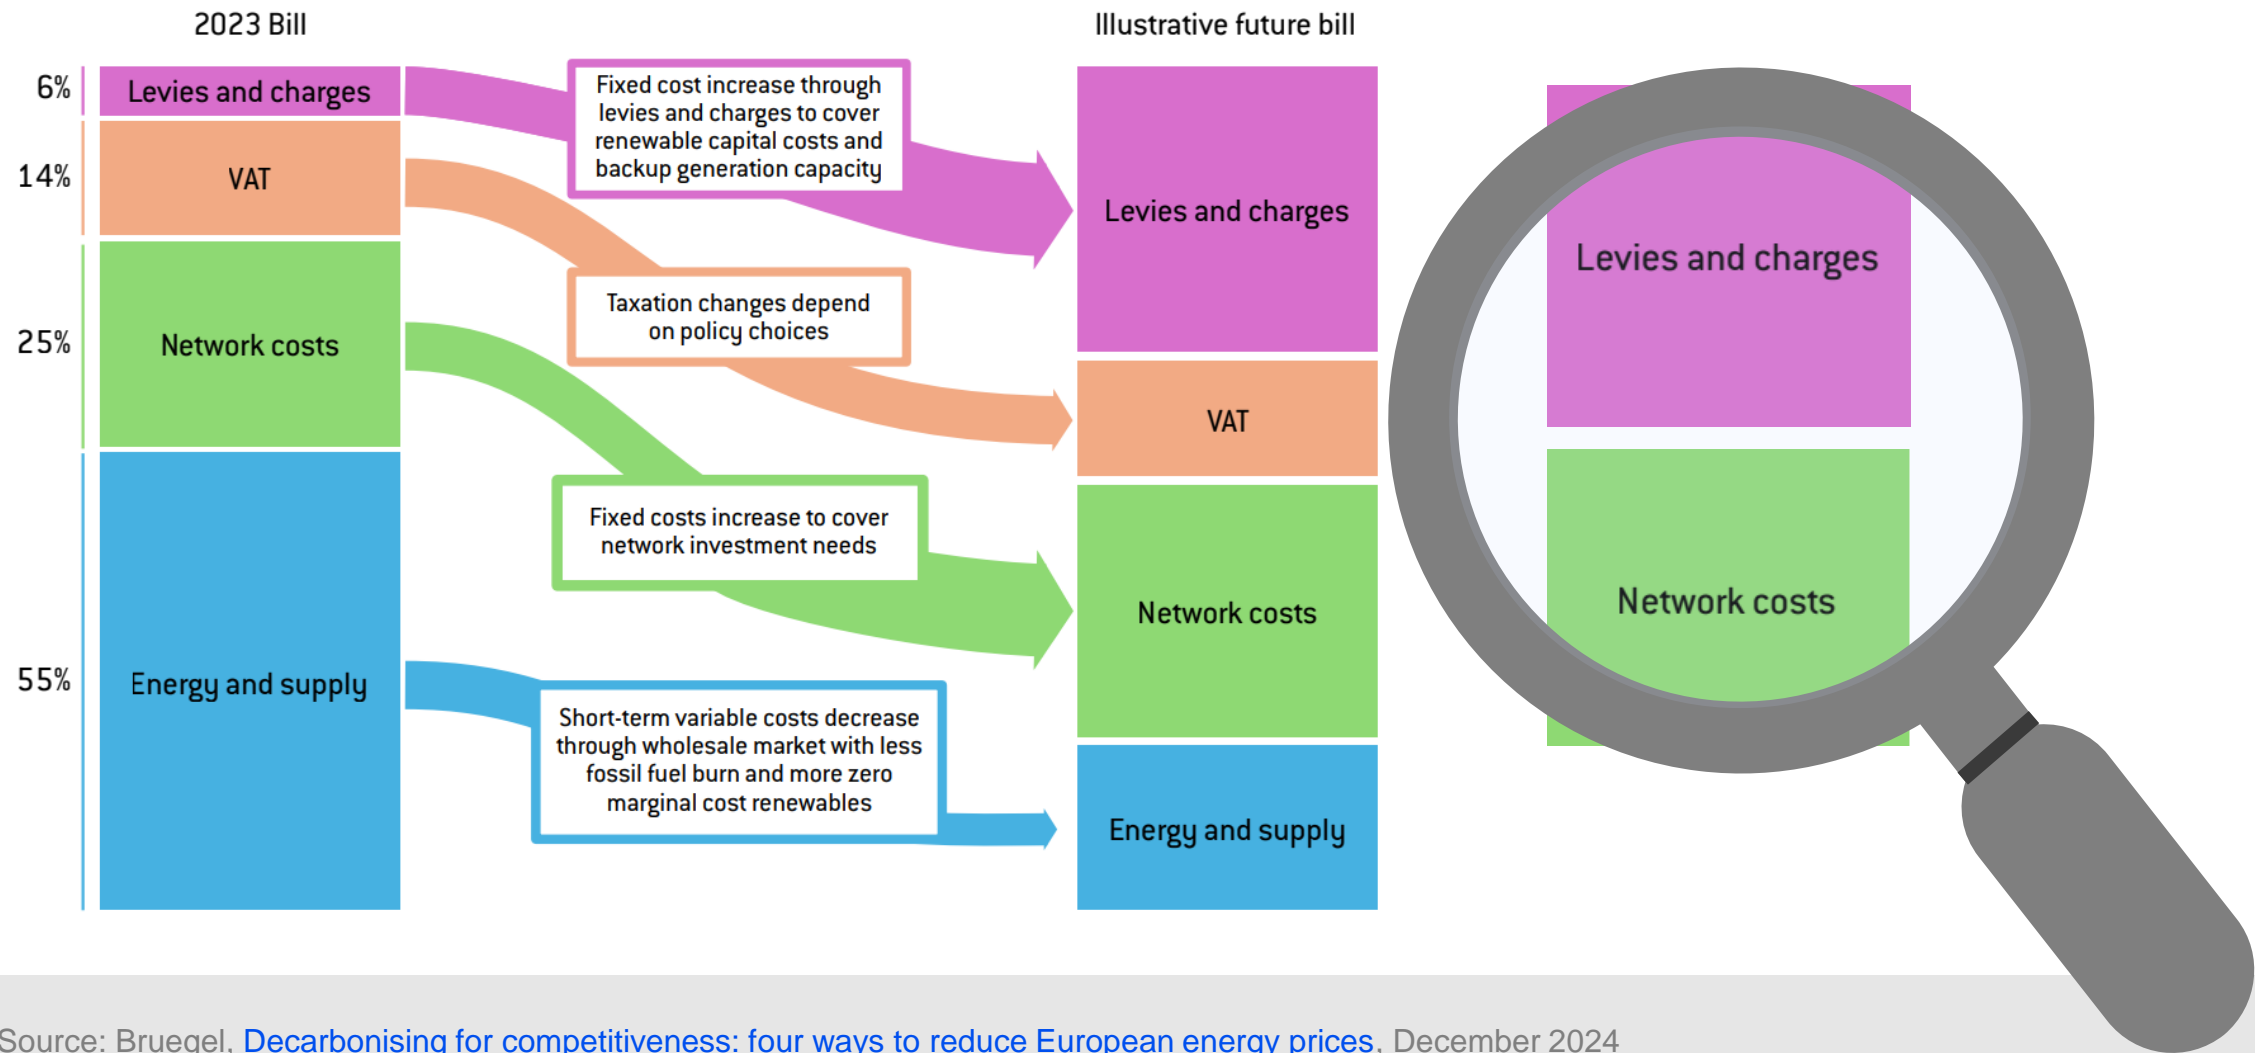 2023 Bill
Illustrative future bill
6%
Levies and charges
14%
VAT
25%
Network costs
55%
Energy and supply
Fixed cost increase through
levies and charges to cover
renewable capital costs and
backup generation capacity
Taxation changes depend
on policy choices
Fixed costs increase to cover
network investment needs
Short-term variable costs decrease
through wholesale market with less
fossil fuel burn and more zero
marginal cost renewables
Levies and charges
VAT
Network costs
Energy and supply
Levies and charges
Network costs
Source: Bruegel, Decarbonising for competitiveness: four ways to reduce European energy prices, December 2024